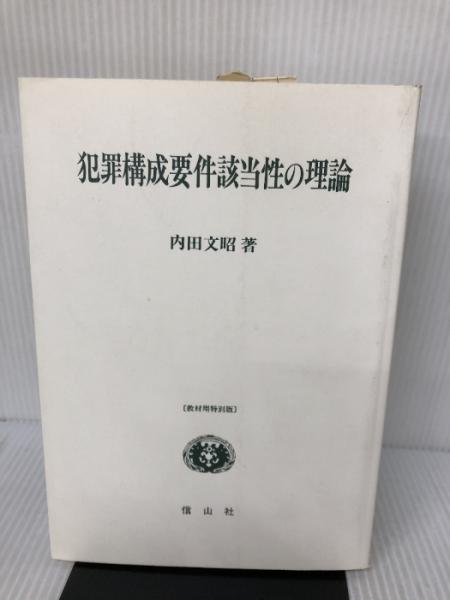 犯罪構成要件該当性の理論
内田文昭著
〔教材用特別版〕
信山社